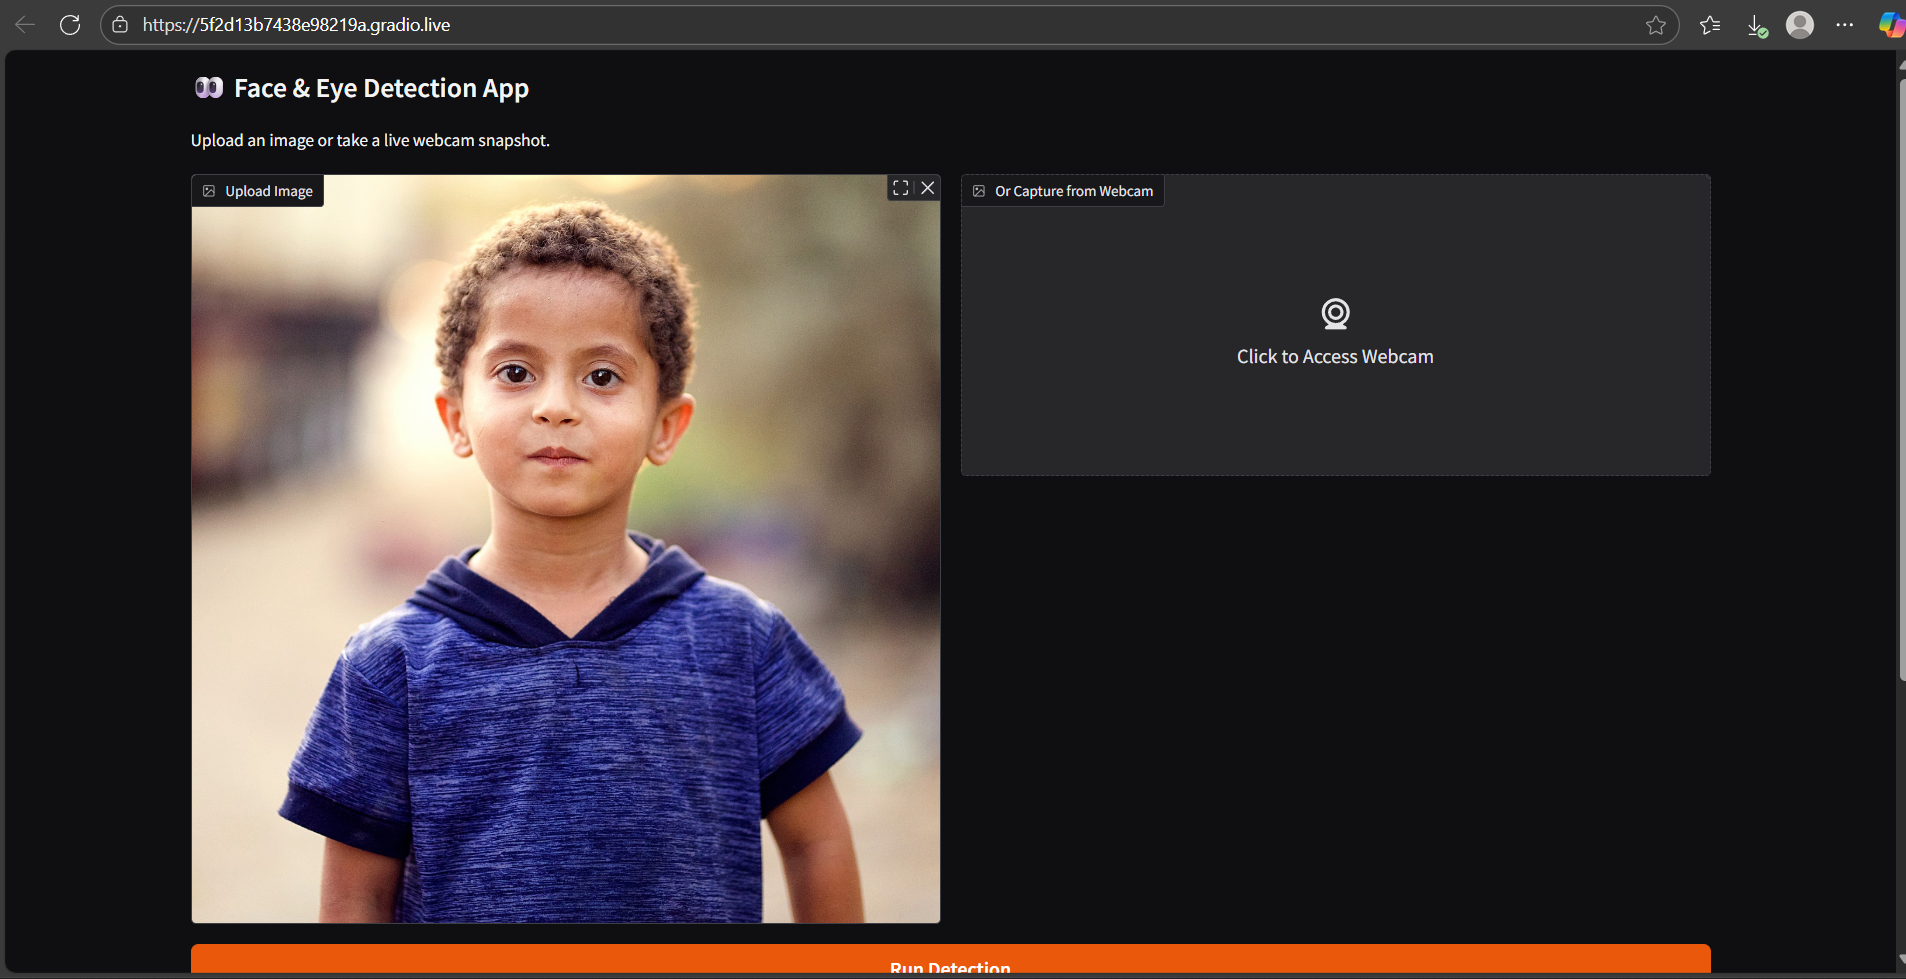 https://5f2d13b7438e98219a.gradio.live
Face & Eye Detection App
Upload an image or take a live webcam snapshot.
Upload Image
Or Capture from Webcam
Click to Access Webcam
Run Detection